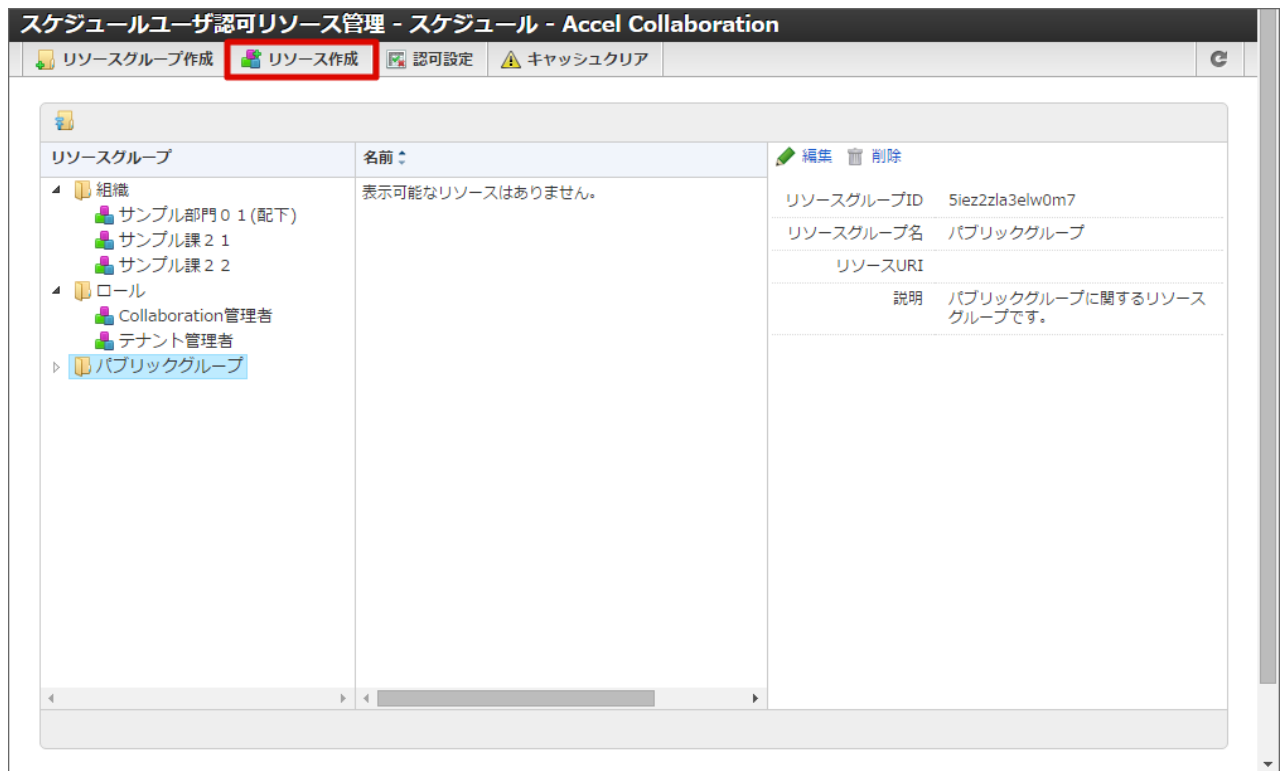 スケジュールユーザ認可リソース管理 - スケジュール - Accel Collaboration
リソースグループ作成 リソース作成 認可設定 キャッシュクリア
リソースグループ
組織
サンプル部門０１(配下)
サンプル課２１
サンプル課２２
ロール
Collaboration管理者
テナント管理者
パブリックグループ
名前
表示可能なリソースはありません。
編集 削除
リソースグループID 5iez2zla3elw0m7
リソースグループ名 パブリックグループ
リソースURI
説明 パブリックグループに関するリソース
グループです。